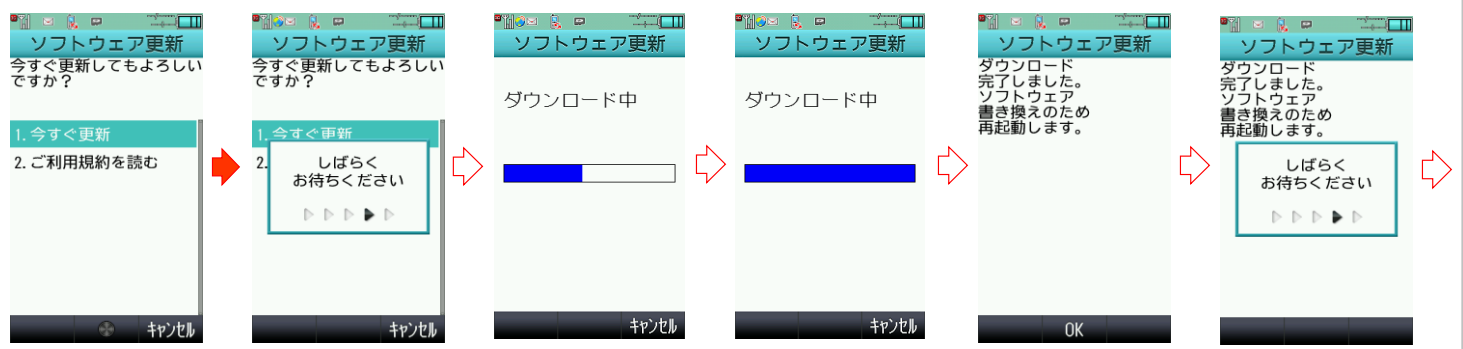 ソフトウェア更新
今すぐ更新してもよろしい
ですか？
1. 今すぐ更新
2. ご利用規約を読む
キャンセル
ソフトウェア更新
今すぐ更新してもよろしい
ですか？
1. 今すぐ更新
2.
しばらく
お待ちください
キャンセル
ソフトウェア更新
ダウンロード中
キャンセル
ソフトウェア更新
ダウンロード中
キャンセル
ソフトウェア更新
ダウンロード
完了しました。
ソフトウェア
書き換えのため
再起動します。
OK
ソフトウェア更新
ダウンロード
完了しました。
ソフトウェア
書き換えのため
再起動します。
しばらく
お待ちください